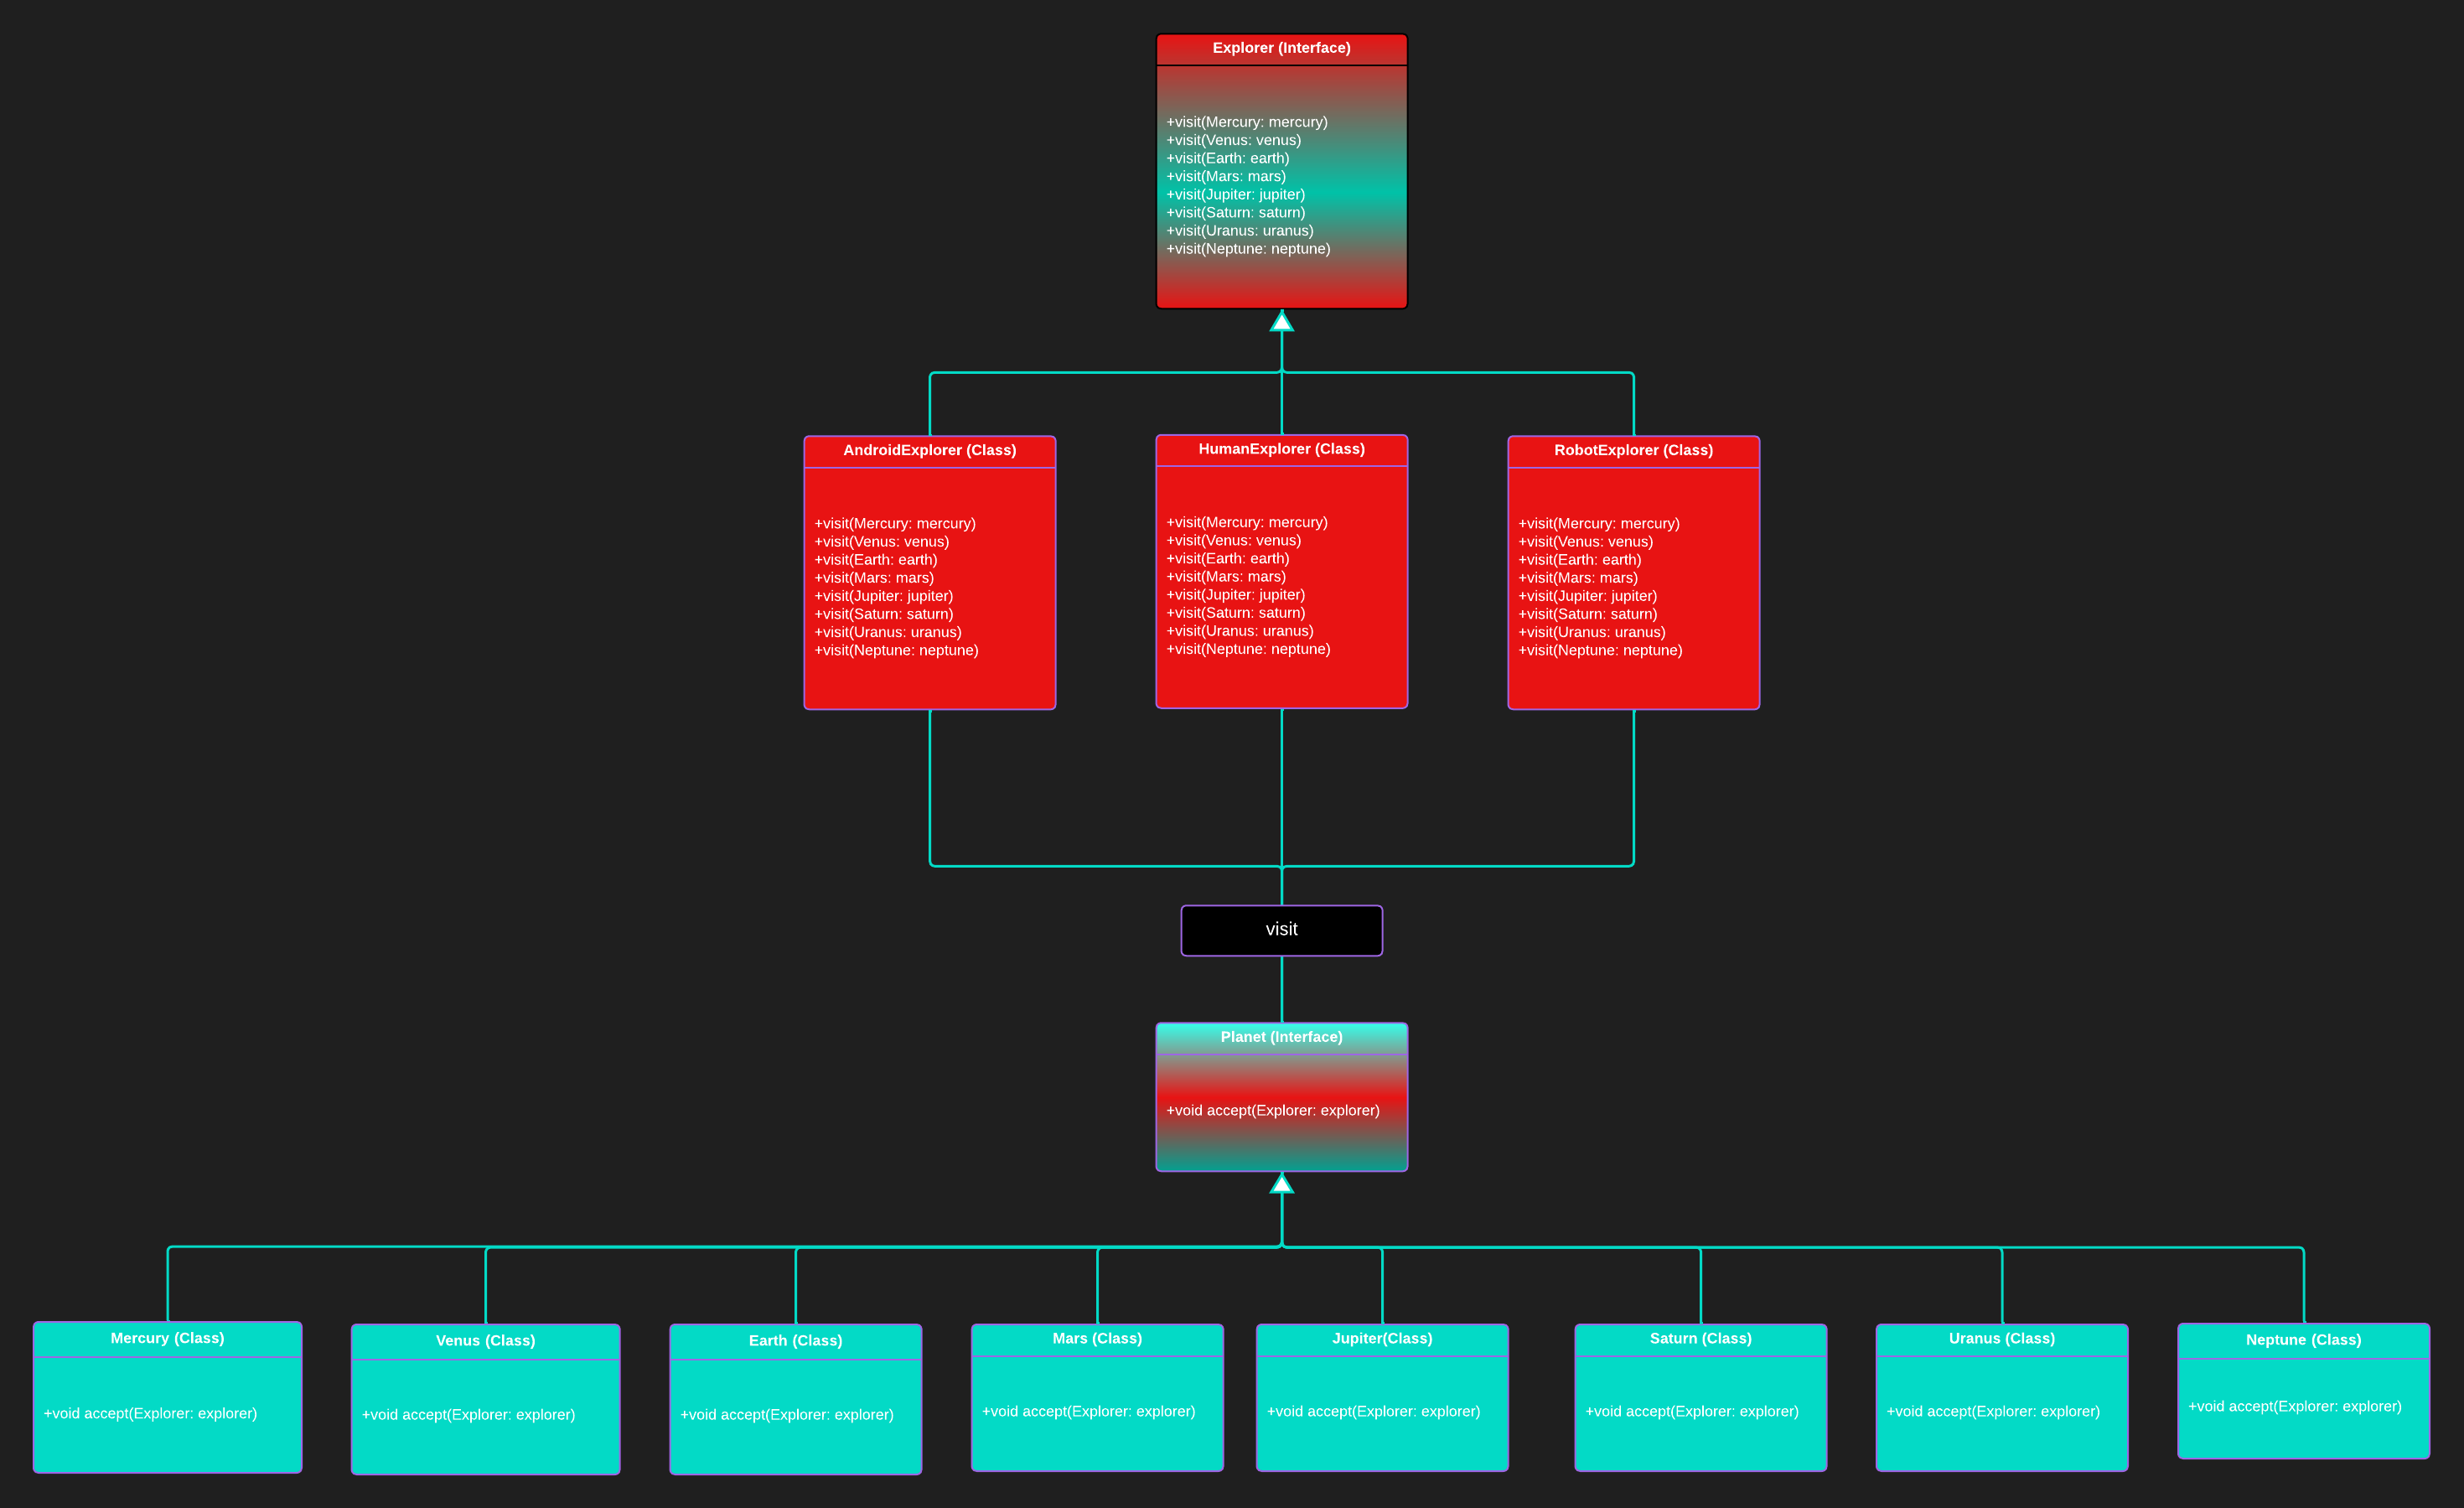 Explorer (Interface)
+visit(Mercury: mercury)
+visit(Venus: venus)
+visit(Earth: earth)
+visit(Mars: mars)
+visit(Jupiter: jupiter)
+visit(Saturn: saturn)
+visit(Uranus: uranus)
+visit(Neptune: neptune)
AndroidExplorer (Class)
+visit(Mercury: mercury)
+visit(Venus: venus)
+visit(Earth: earth)
+visit(Mars: mars)
+visit(Jupiter: jupiter)
+visit(Saturn: saturn)
+visit(Uranus: uranus)
+visit(Neptune: neptune)
HumanExplorer (Class)
+visit(Mercury: mercury)
+visit(Venus: venus)
+visit(Earth: earth)
+visit(Mars: mars)
+visit(Jupiter: jupiter)
+visit(Saturn: saturn)
+visit(Uranus: uranus)
+visit(Neptune: neptune)
RobotExplorer (Class)
+visit(Mercury: mercury)
+visit(Venus: venus)
+visit(Earth: earth)
+visit(Mars: mars)
+visit(Jupiter: jupiter)
+visit(Saturn: saturn)
+visit(Uranus: uranus)
+visit(Neptune: neptune)
visit
Planet (Interface)
+void accept(Explorer: explorer)
Mercury (Class)
+void accept(Explorer: explorer)
Venus (Class)
+void accept(Explorer: explorer)
Earth (Class)
+void accept(Explorer: explorer)
Mars (Class)
+void accept(Explorer: explorer)
Jupiter(Class)
+void accept(Explorer: explorer)
Saturn (Class)
+void accept(Explorer: explorer)
Uranus (Class)
+void accept(Explorer: explorer)
Neptune (Class)
+void accept(Explorer: explorer)